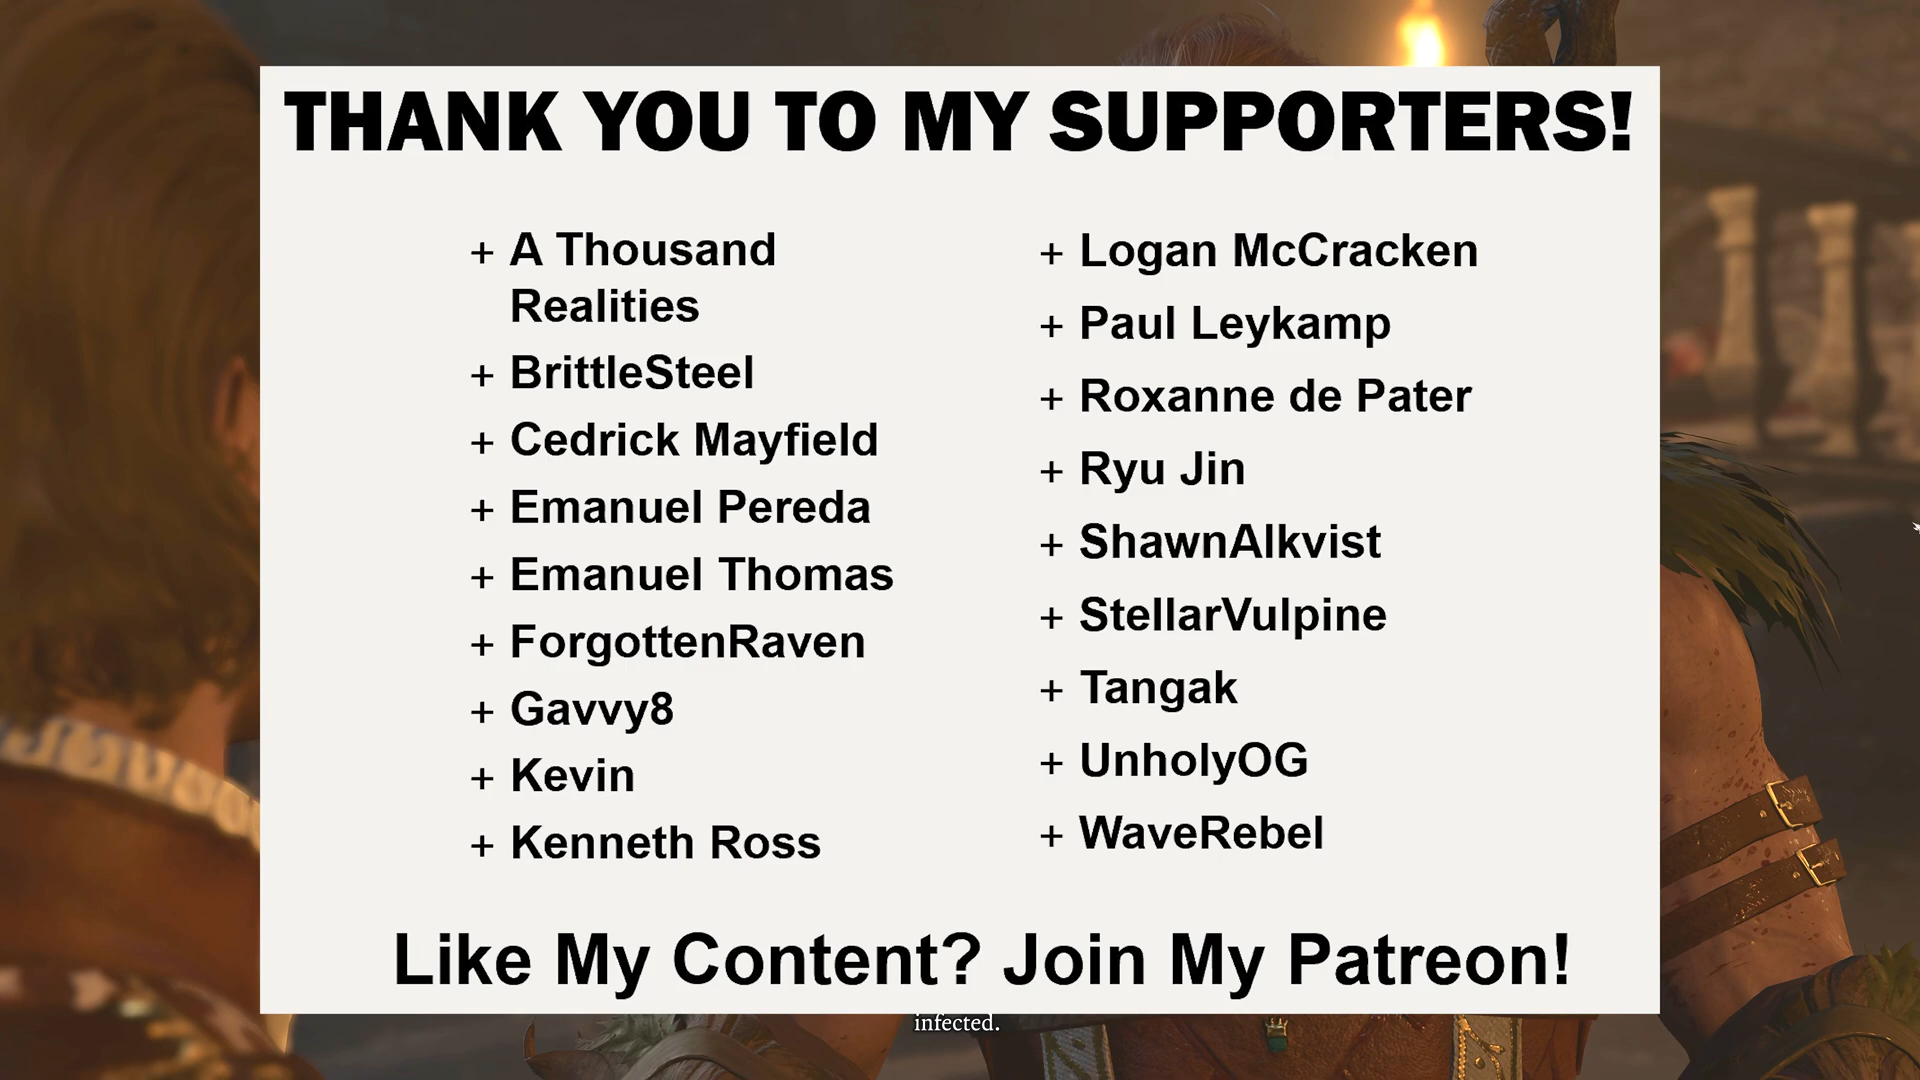 THANK YOU TO MY SUPPORTERS!
+ A Thousand
Realities
+ BrittleSteel
+ Cedrick Mayfield
+ Emanuel Pereda
+ Emanuel Thomas
+ ForgottenRaven
+ Gavvy8
+ Kevin
+ Kenneth Ross
+ Logan McCracken
+ Paul Leykamp
+ Roxanne de Pater
+ Ryu Jin
+ ShawnAlkvist
+ StellarVulpine
+ Tangak
+ UnholyOG
+ WaveRebel
Like My Content? Join My Patreon!
infected.